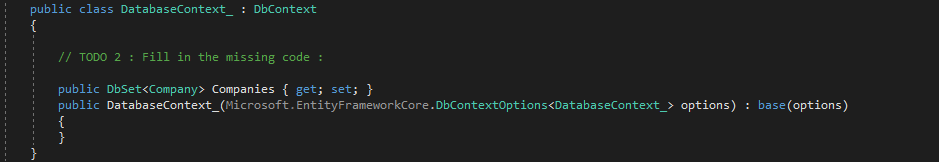 public class DatabaseContext_ : DbContext
{
// TODO 2 : Fill in the missing code :
public DbSet<Company> Companies { get; set; }
public DatabaseContext_(Microsoft.EntityFrameworkCore.DbContextOptions<DatabaseContext_> options) : base(options)
{
}
}